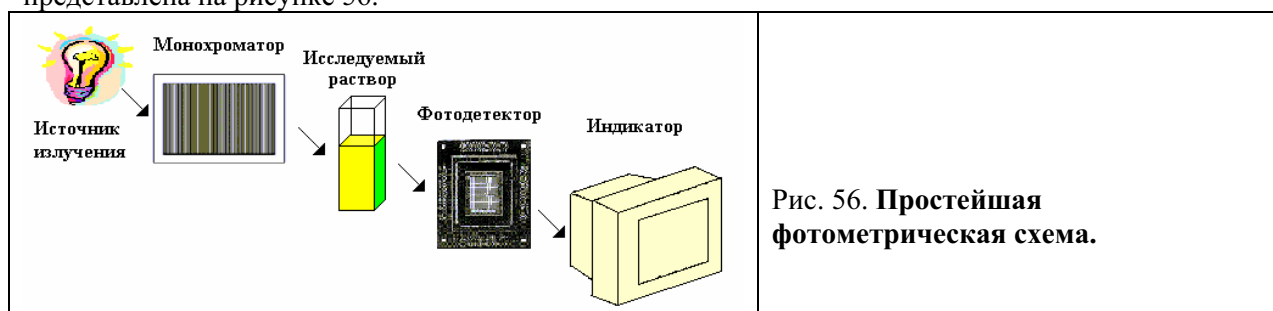 представлена на рисунке 56.
Монохроматор
Исследуемый
раствор
Фотодетектор
Индикатор
Источник
излучения
Рис. 56. Простейшая
фотометрическая схема.